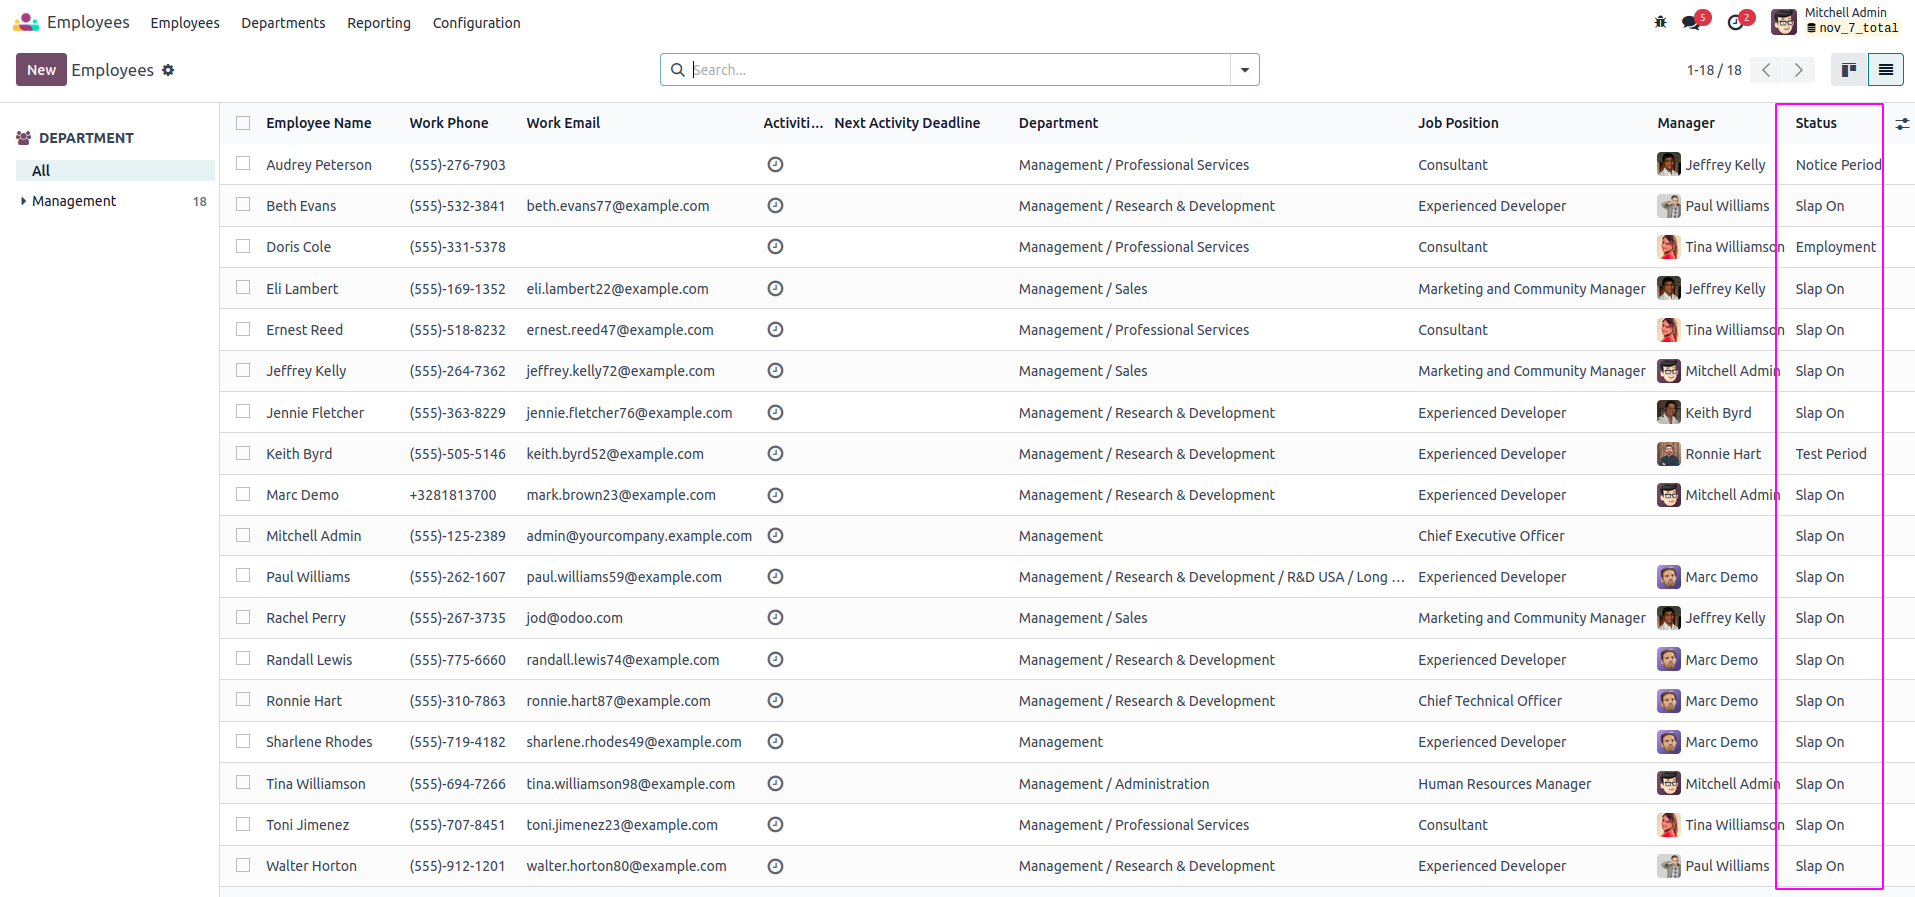 Employees Employees Departments Reporting Configuration 5 2 Mitchell Admin
nov_7_total
New Employees Search... 1-18 / 18
DEPARTMENT
All
Management 18
Employee Name Work Phone Work Email Activiti... Next Activity Deadline Department Job Position Manager Status
Audrey Peterson (555)-276-7903 Management / Professional Services Consultant Jeffrey Kelly Notice Period
Beth Evans (555)-532-3841 beth.evans77@example.com Management / Research & Development Experienced Developer Paul Williams Slap On
Doris Cole (555)-331-5378 Management / Professional Services Consultant Tina Williamson Employment
Eli Lambert (555)-169-1352 eli.lambert22@example.com Management / Sales Marketing and Community Manager Jeffrey Kelly Slap On
Ernest Reed (555)-518-8232 ernest.reed47@example.com Management / Professional Services Consultant Tina Williamson Slap On
Jeffrey Kelly (555)-264-7362 jeffrey.kelly72@example.com Management / Sales Marketing and Community Manager Mitchell Admin Slap On
Jennie Fletcher (555)-363-8229 jennie.fletcher76@example.com Management / Research & Development Experienced Developer Keith Byrd Slap On
Keith Byrd (555)-505-5146 keith.byrd52@example.com Management / Research & Development Experienced Developer Ronnie Hart Test Period
Marc Demo +3281813700 mark.brown23@example.com Management / Research & Development Experienced Developer Mitchell Admin Slap On
Mitchell Admin (555)-125-2389 admin@yourcompany.example.com Management Chief Executive Officer Slap On
Paul Williams (555)-262-1607 paul.williams59@example.com Management / Research & Development / R&D USA / Long ... Experienced Developer Marc Demo Slap On
Rachel Perry (555)-267-3735 jod@odoo.com Management / Sales Marketing and Community Manager Jeffrey Kelly Slap On
Randall Lewis (555)-775-6660 randall.lewis74@example.com Management / Research & Development Experienced Developer Marc Demo Slap On
Ronnie Hart (555)-310-7863 ronnie.hart87@example.com Management / Research & Development Chief Technical Officer Marc Demo Slap On
Sharlene Rhodes (555)-719-4182 sharlene.rhodes49@example.com Management Experienced Developer Marc Demo Slap On
Tina Williamson (555)-694-7266 tina.williamson98@example.com Management / Administration Human Resources Manager Mitchell Admin Slap On
Toni Jimenez (555)-707-8451 toni.jimenez23@example.com Management / Professional Services Consultant Tina Williamson Slap On
Walter Horton (555)-912-1201 walter.horton80@example.com Management / Research & Development Experienced Developer Paul Williams Slap On